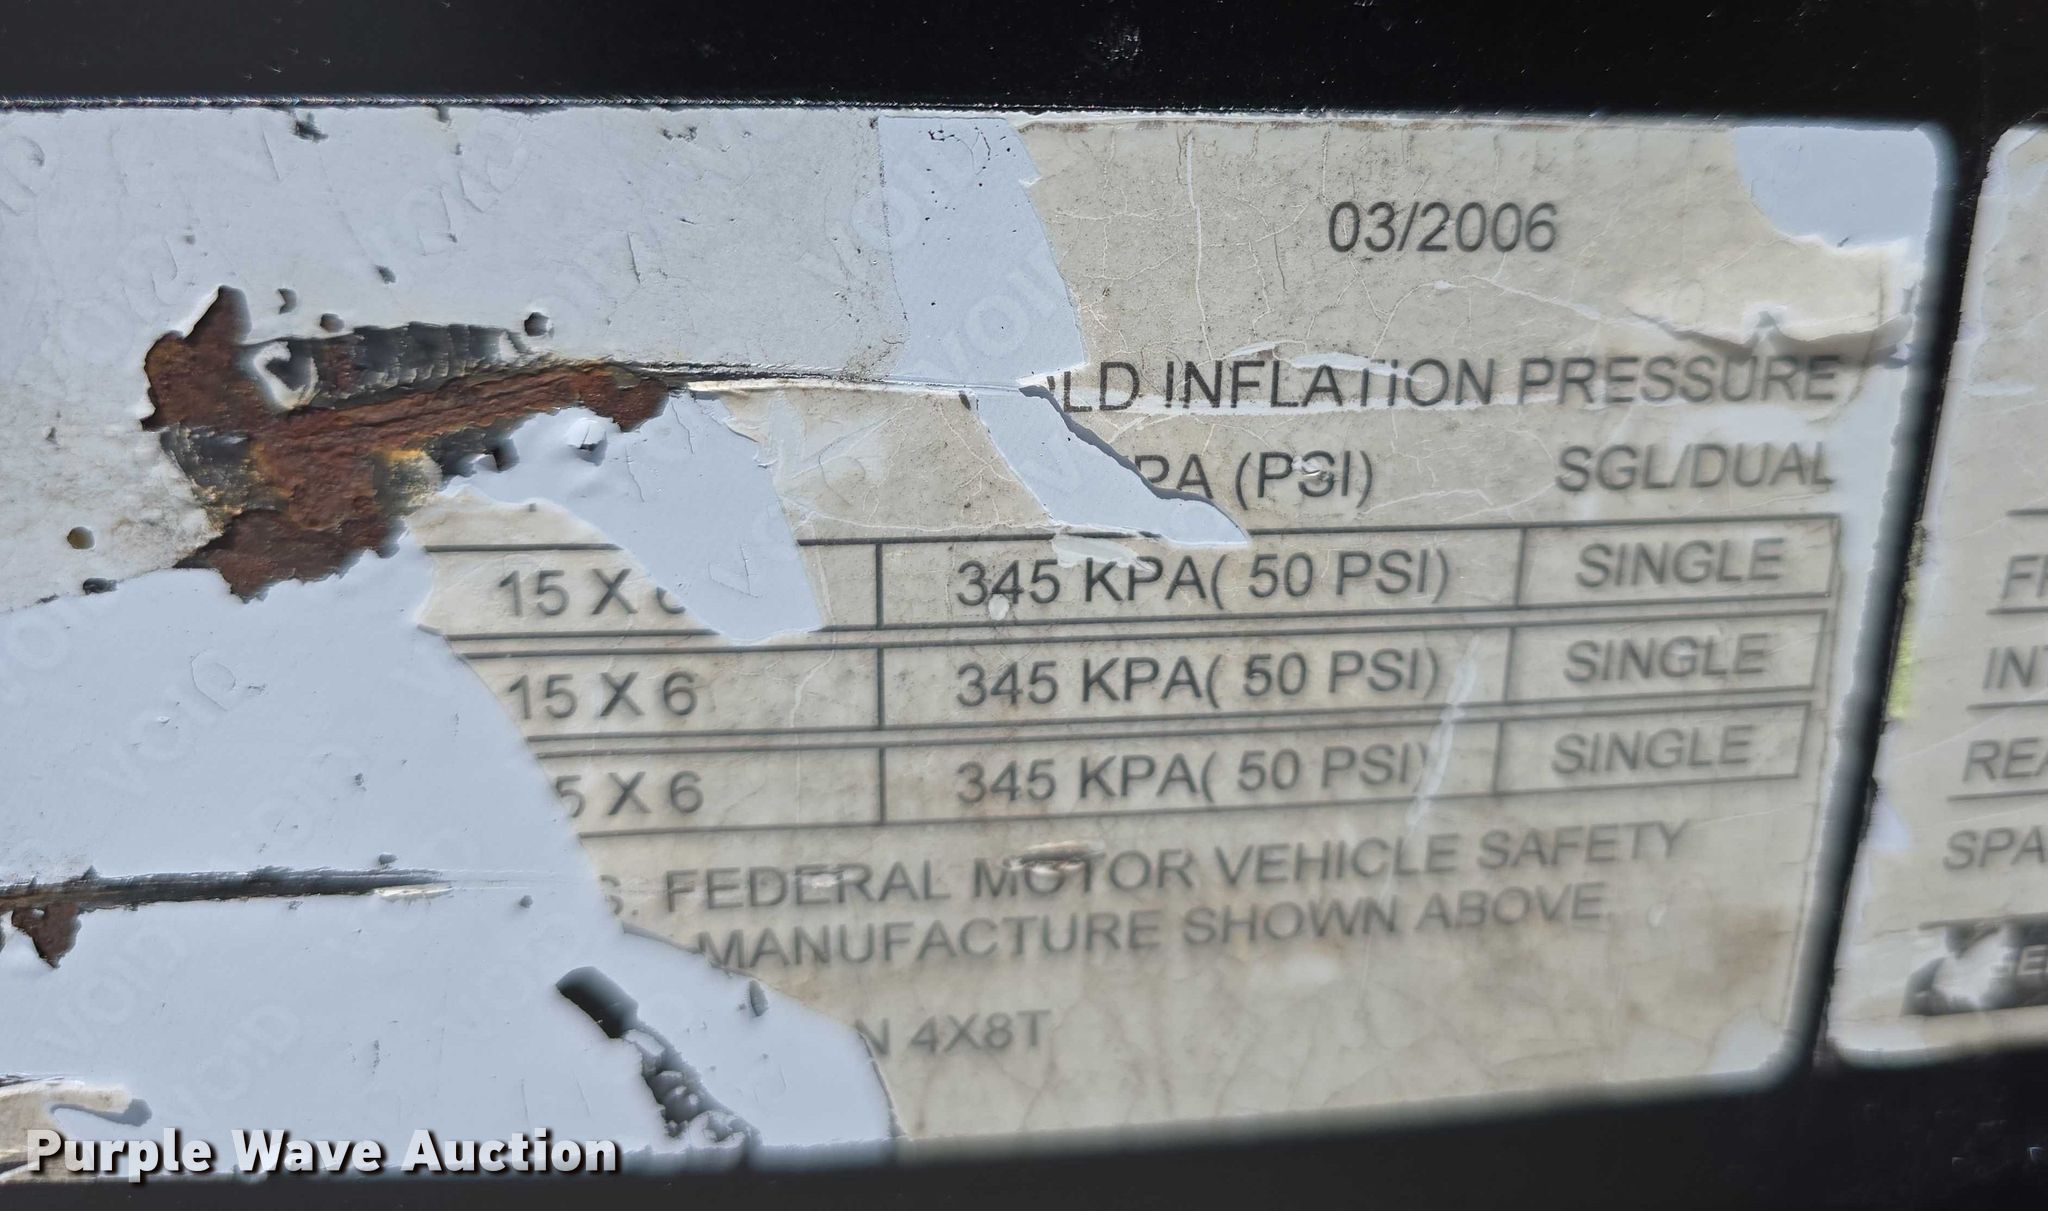 03/2006
LD INFLATION PRESSURE
PA (PSI) SGL/DUAL
15 X 345 KPA( 50 PSI) SINGLE
15 X 6 345 KPA( 50 PSI) SINGLE
5 X 6 345 KPA( 50 PSI) SINGLE
S. FEDERAL MOTOR VEHICLE SAFETY
MANUFACTURE SHOWN ABOVE
N 4X8T
FR
INT
REA
SPA
Purple Wave Auction